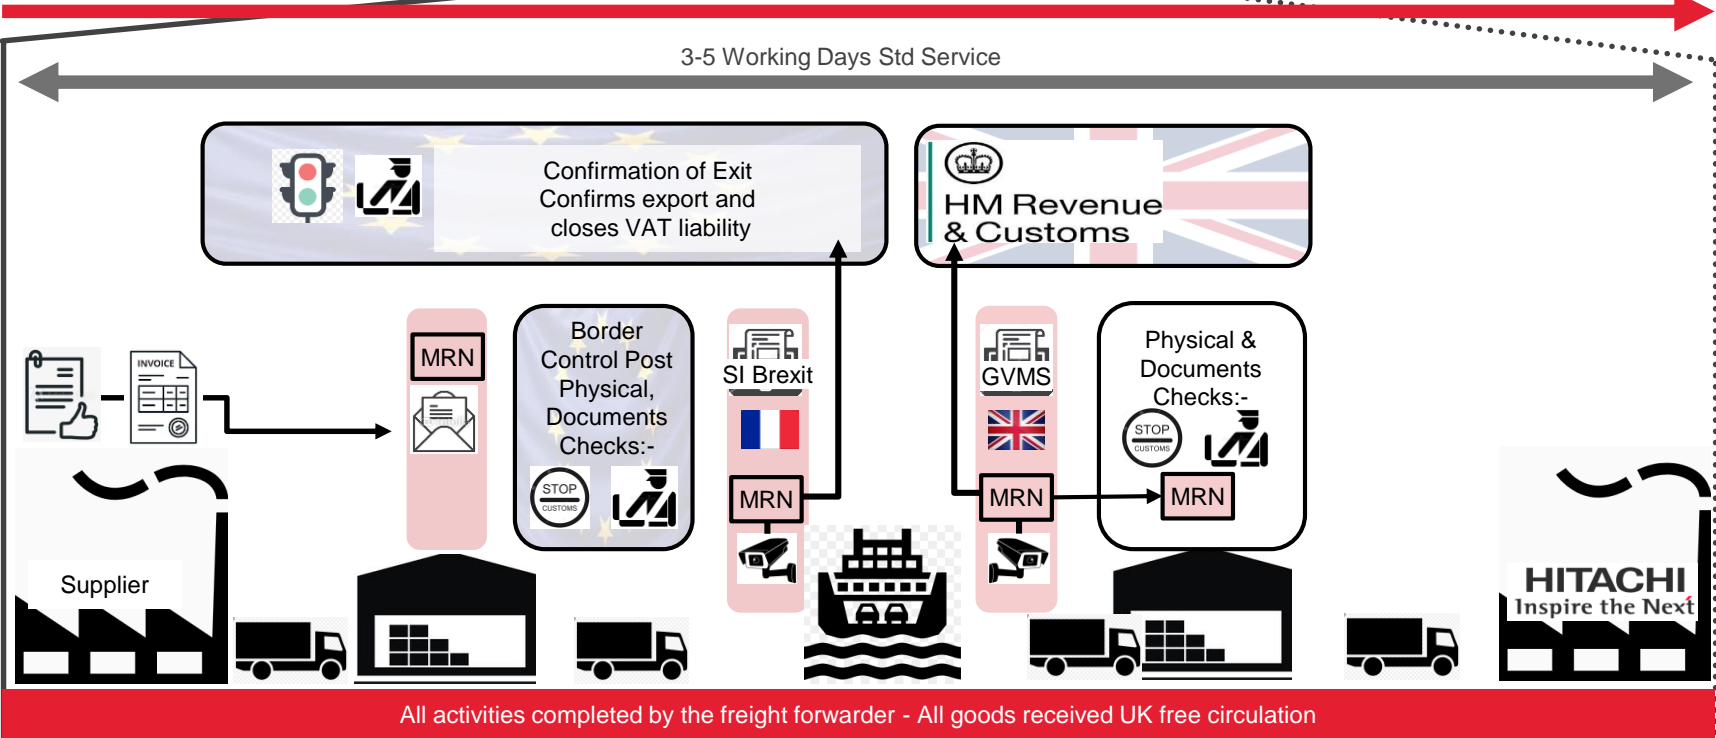 3-5 Working Days Std Service
Confirmation of Exit
Confirms export and
closes VAT liability
HM Revenue
& Customs
INVOICE
MRN
Border
Control Post
Physical,
Documents
Checks:-
STOP
CUSTOMS
SI Brexit
MRN
GVMS
MRN
Physical &
Documents
Checks:-
STOP
CUSTOMS
MRN
Supplier
HITACHI
Inspire the Next
All activities completed by the freight forwarder - All goods received UK free circulation